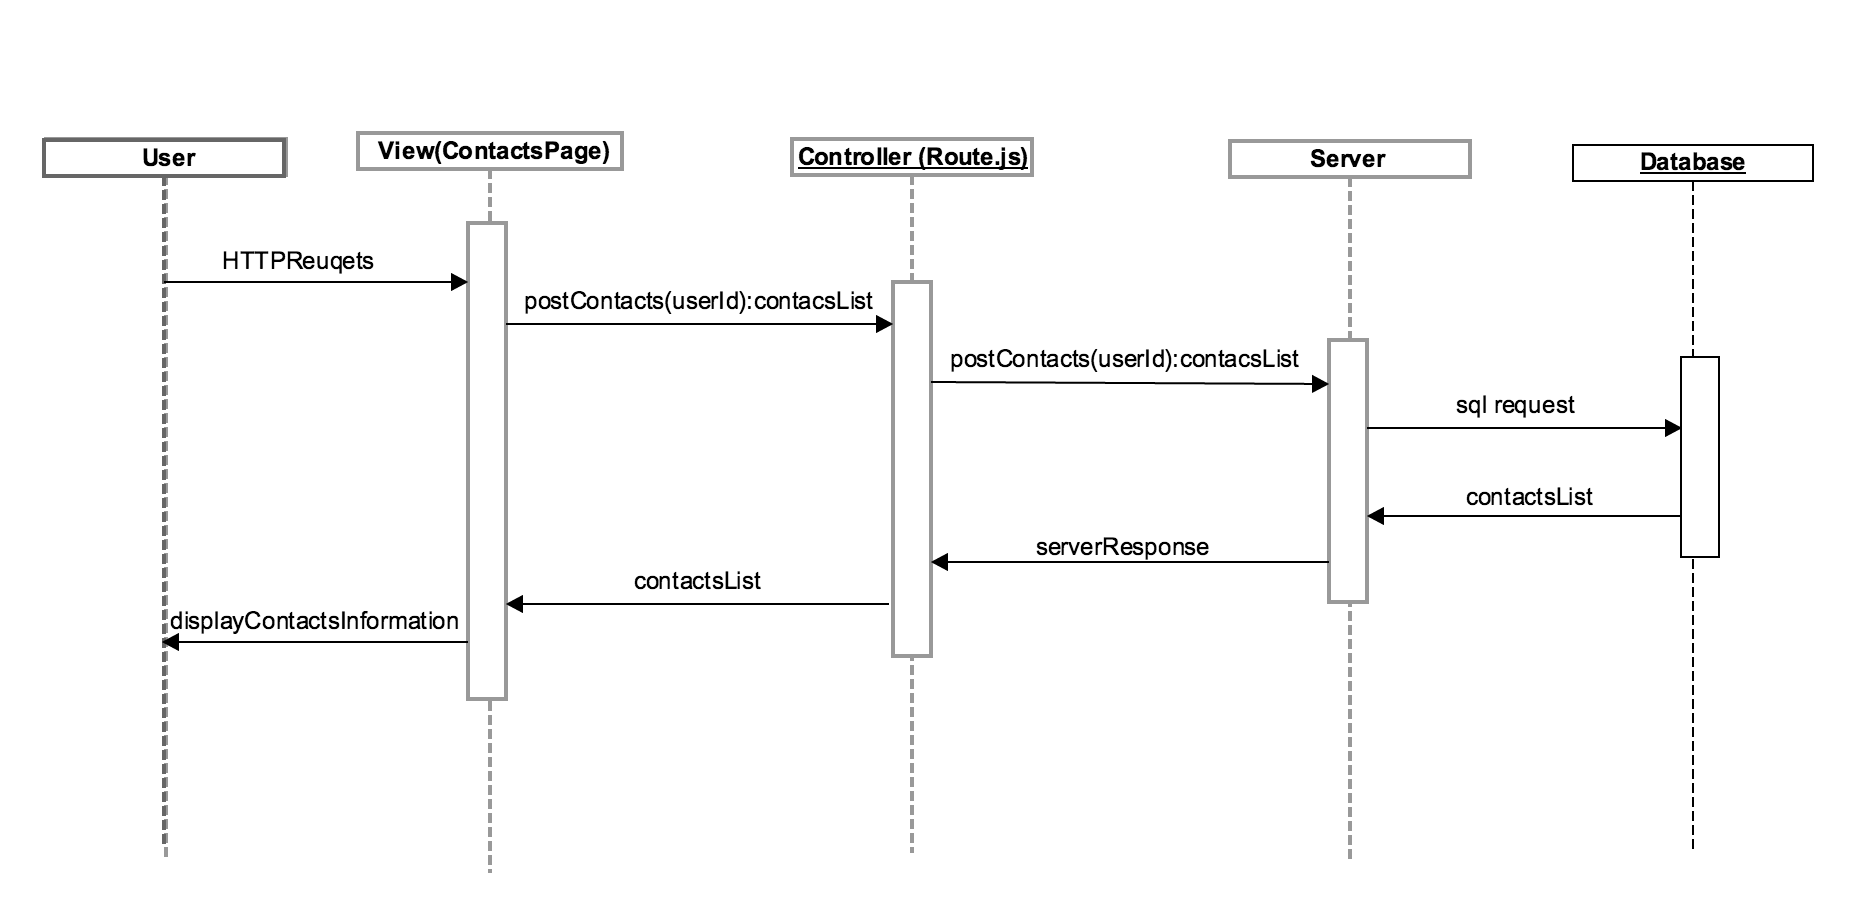 User
View(ContactsPage)
Controller (Route.js)
Server
Database
HTTPReuqets
postContacts(userId):contacsList
postContacts(userId):contacsList
sql request
contactsList
serverResponse
contactsList
displayContactsInformation